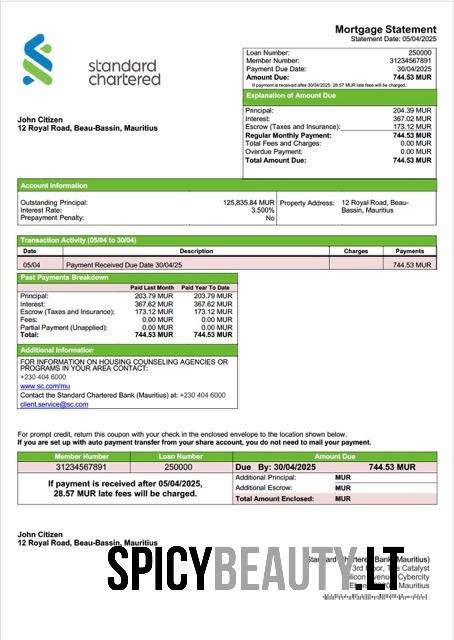 Mortgage Statement
Statement Date: 05/04/2025
standard
chartered
Loan Number: 250000
Member Number: 31234567891
Payment Due Date: 30/04/2025
Amount Due: 744.53 MUR
If payment is received after 30/04/2025, 28.57 MUR late fees will be charged.
Explanation of Amount Due
Principal: 204.39 MUR
Interest: 367.02 MUR
Escrow (Taxes and Insurance): 173.12 MUR
Regular Monthly Payment: 744.53 MUR
Total Fees and Charges: 0.00 MUR
Overdue Payment: 0.00 MUR
Total Amount Due: 744.53 MUR
John Citizen
12 Royal Road, Beau-Bassin, Mauritius
Account Information
Outstanding Principal: 125,835.84 MUR
Interest Rate: 3.500%
Prepayment Penalty: No
Property Address: 12 Royal Road, Beau-
Bassin, Mauritius
Transaction Activity (05/04 to 30/04)
Date Description Charges Payments
05/04 Payment Received Due Date 30/04/25 744.53 MUR
Past Payments Breakdown
Paid Last Month Paid Year To Date
Principal: 203.79 MUR 203.79 MUR
Interest: 367.62 MUR 367.62 MUR
Escrow (Taxes and Insurance): 173.12 MUR 173.12 MUR
Fees: 0.00 MUR 0.00 MUR
Partial Payment (Unapplied): 0.00 MUR 0.00 MUR
Total: 744.53 MUR 744.53 MUR
Additional Information
FOR INFORMATION ON HOUSING COUNSELING AGENCIES OR
PROGRAMS IN YOUR AREA CONTACT:
+230 404 6000
www.sc.com/mu
Contact the Standard Chartered Bank (Mauritius) at: +230 404 6000
client.service@sc.com
For prompt credit, return this coupon with your check in the enclosed envelope to the location shown below.
If you are set up with auto payment transfer from your share account, you do not need to mail your payment.
Member Number Loan Number Amount Due
31234567891 250000 Due By: 30/04/2025 744.53 MUR
If payment is received after 05/04/2025,
28.57 MUR late fees will be charged.
Additional Principal: MUR
Additional Escrow: MUR
Total Amount Enclosed: MUR
John Citizen
12 Royal Road, Beau-Bassin, Mauritius
SPICYBEAUTY.LT
Mauritius)
Catalyst
Cybercity